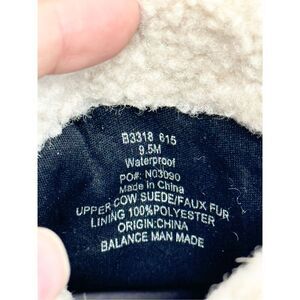 B3318 615
9.5M
Waterproof
PO#: N03090
Made in China
UPPER:COW SUEDE/FAUX FUR
LINING 100%POLYESTER
ORIGIN:CHINA
BALANCE MAN MADE